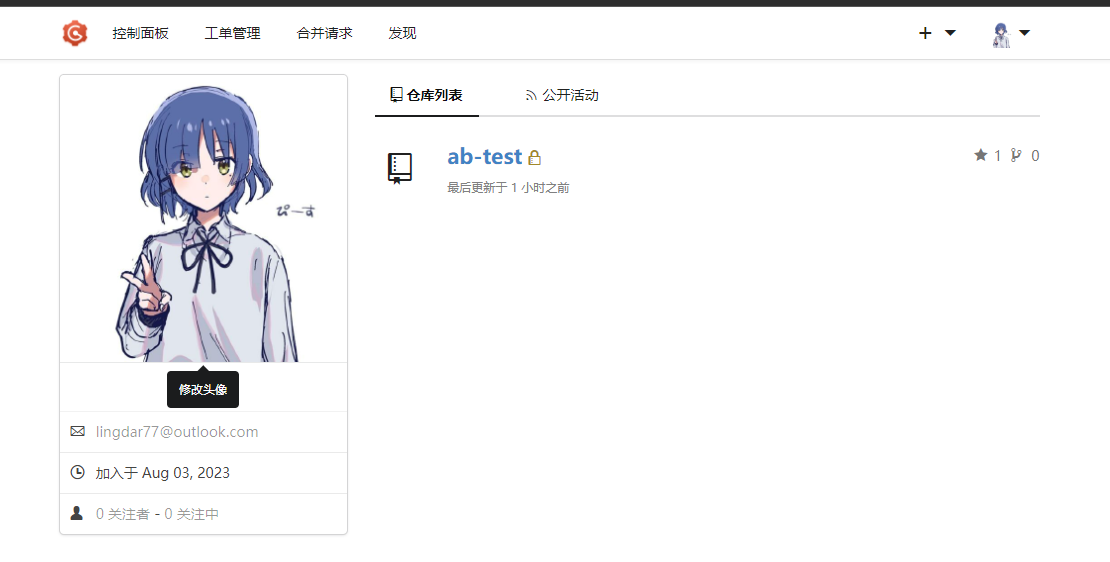 控制面板 工单管理 合并请求 发现
仓库列表 公开活动
ab-test 1 0
最后更新于 1 小时之前
ぴーす
修改头像
lingdar77@outlook.com
加入于 Aug 03, 2023
0 关注者 - 0 关注中